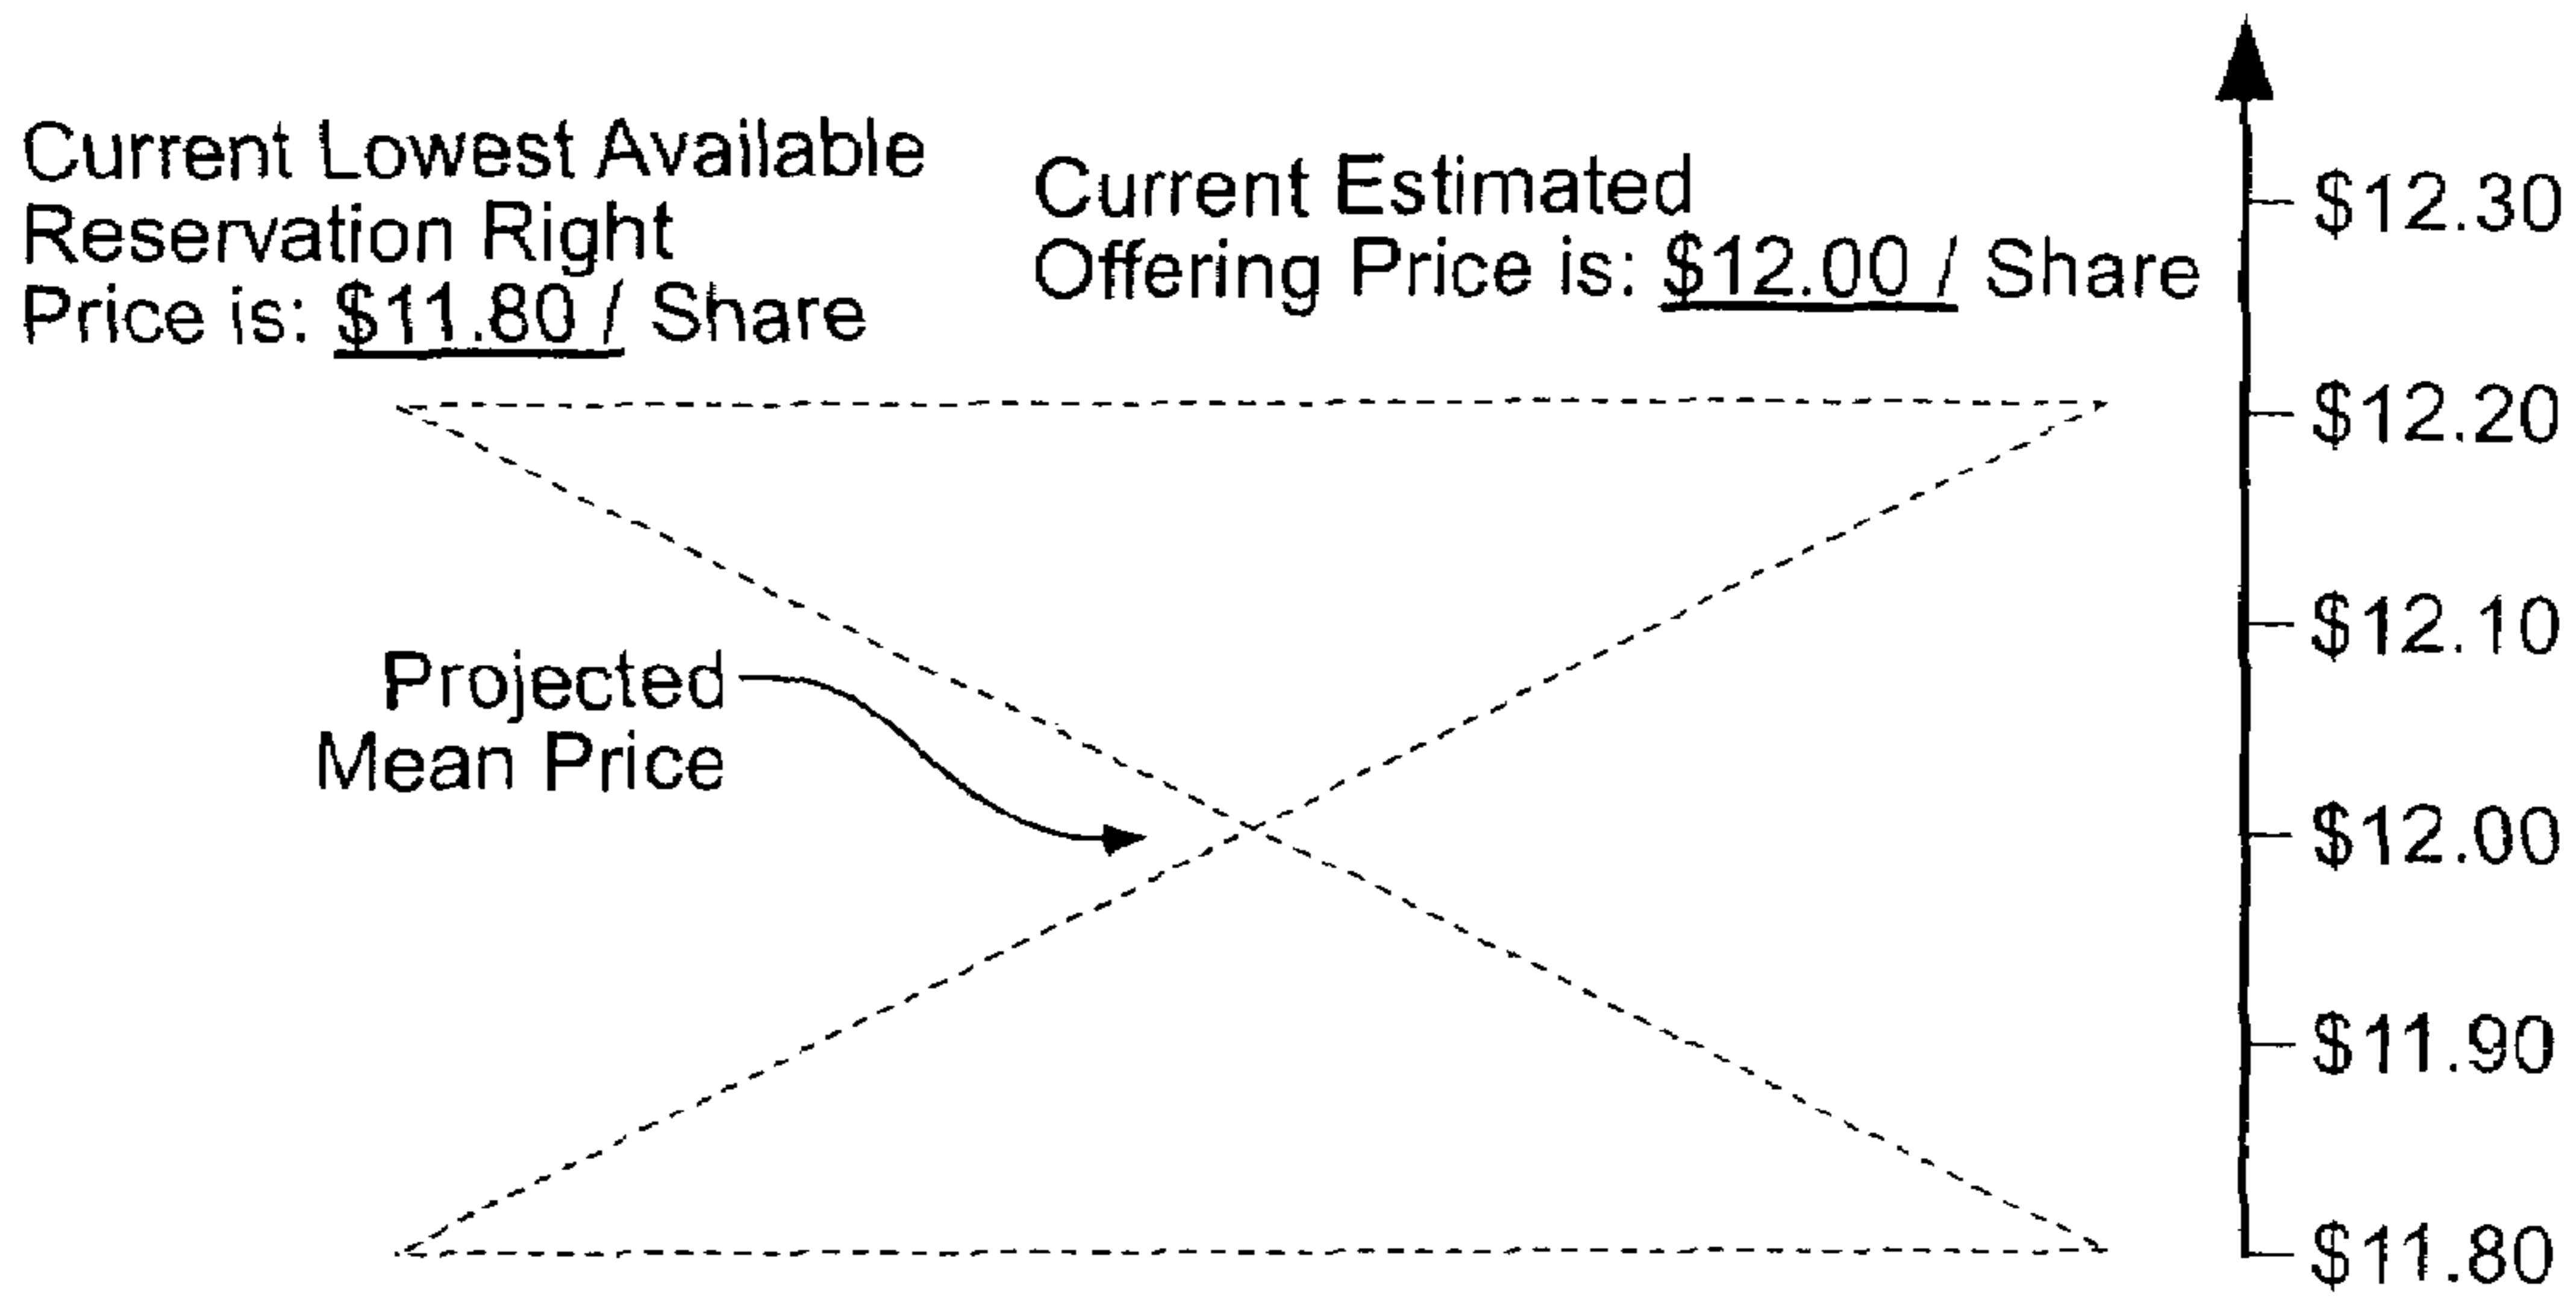 Current Lowest Available
Reservation Right
Price is: $11.80 / Share
Current Estimated
Offering Price is: $12.00 / Share
Projected
Mean Price
$12.30
$12.20
$12.10
$12.00
$11.90
$11.80